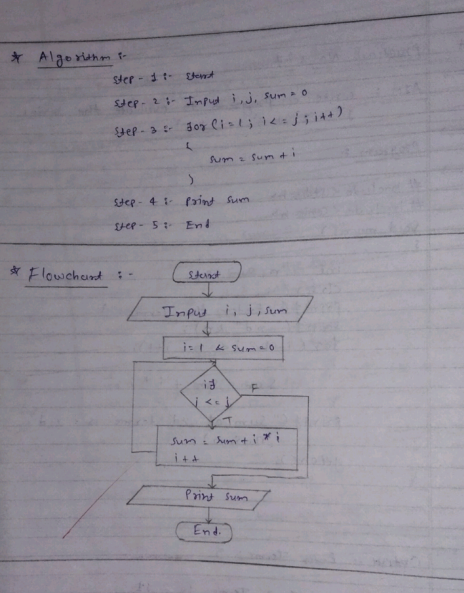 * Algorithm :-
Step - 1 :- Start
Step - 2 :- Input i, j, sum = 0
Step - 3 :- for (i=1; i<=j; i++)
{
sum = sum + i
}
Step - 4 :- Print sum
Step - 5 :- End
* Flowchart :-
Start
Input i, j, sum
i=1 & sum=0
if
i <= j
F
T
sum = sum + i * i
i++
Print sum
End.